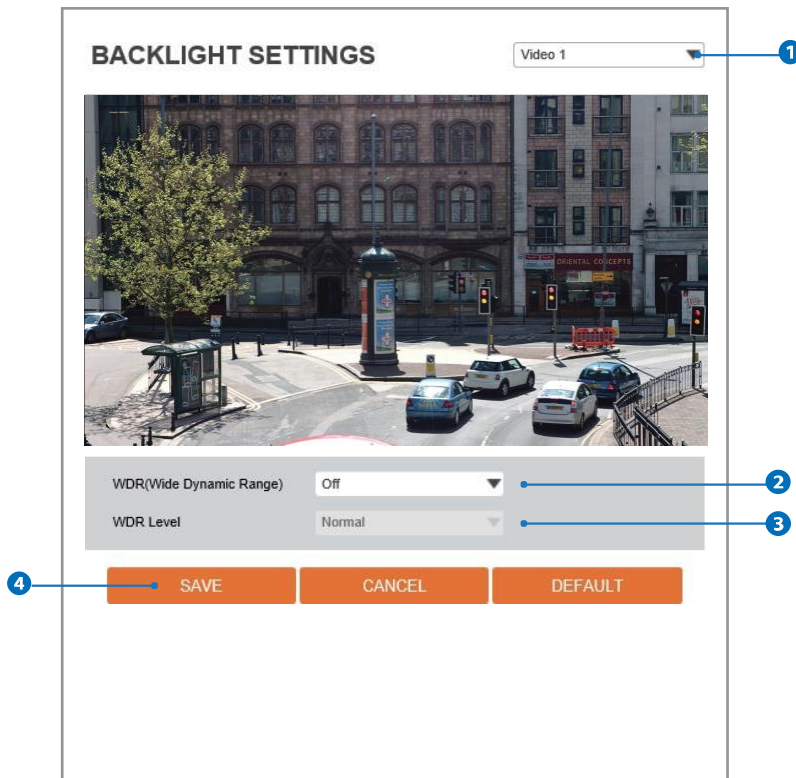 BACKLIGHT SETTINGS
Video 1
1
ORIENTAL CONCEPTS
WDR(Wide Dynamic Range)
Off
2
WDR Level
Normal
3
4
SAVE
CANCEL
DEFAULT